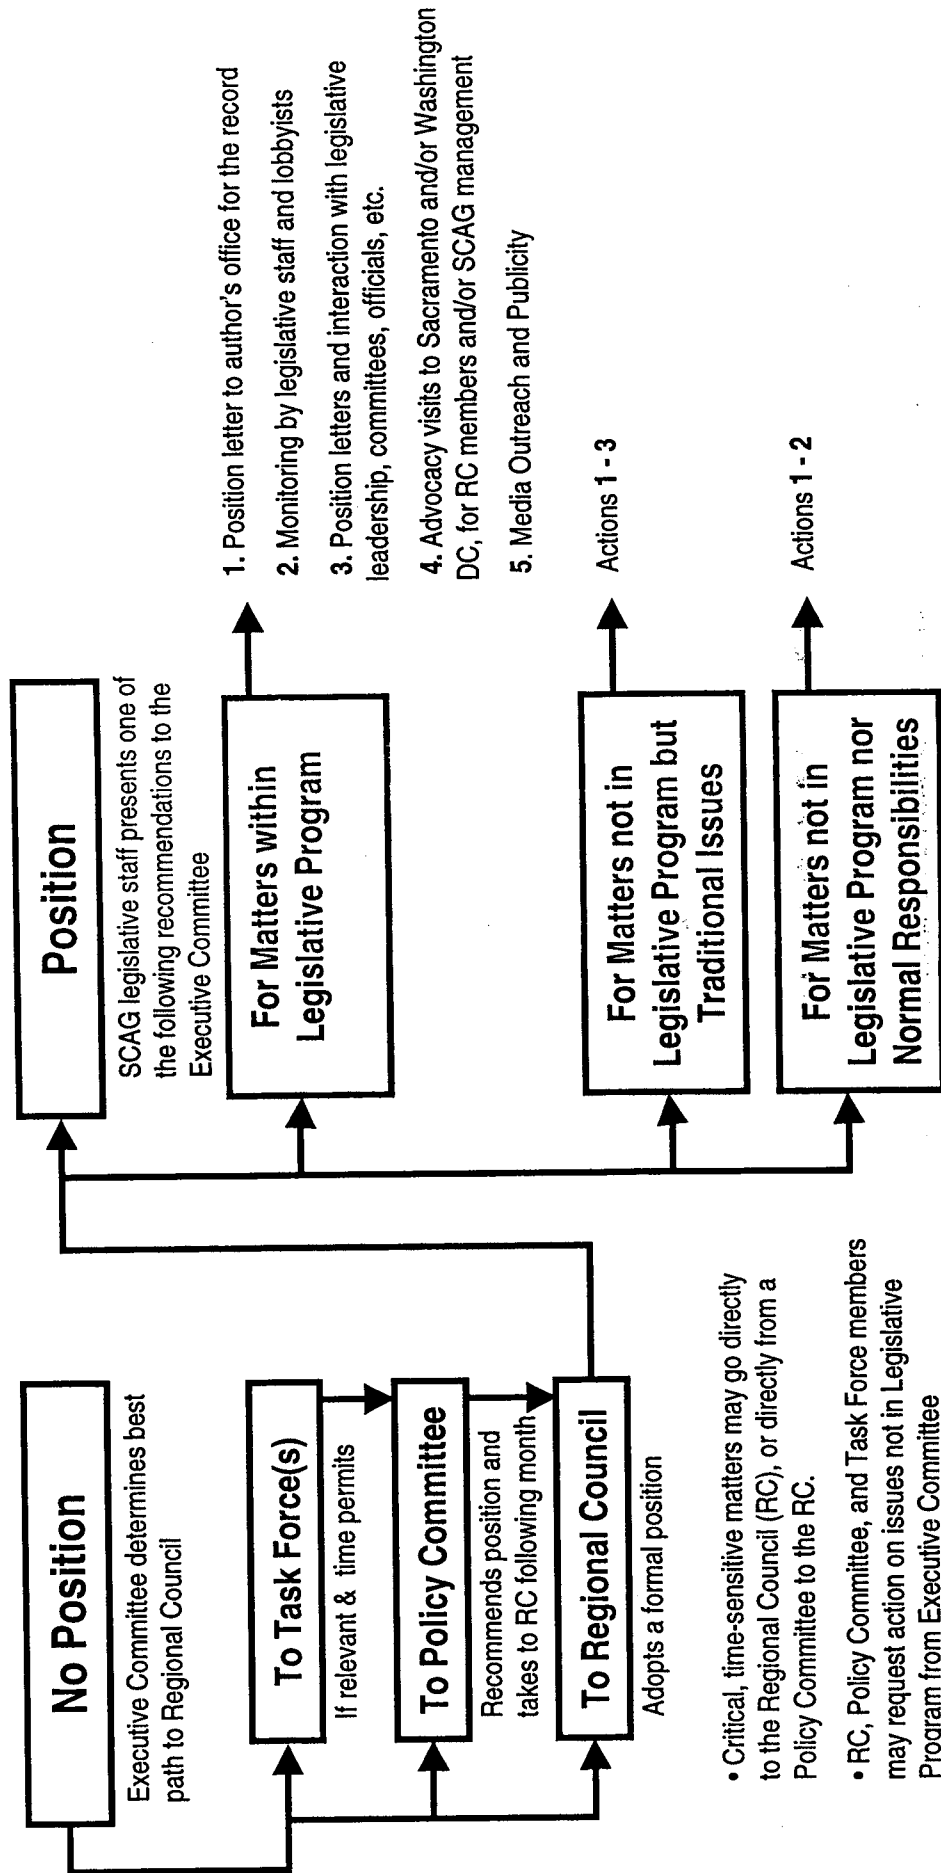 No Position
Executive Committee determines best
path to Regional Council
To Task Force(s)
If relevant & time permits
To Policy Committee
Recommends position and
takes to RC following month
To Regional Council
Adopts a formal position
• Critical, time-sensitive matters may go directly
to the Regional Council (RC), or directly from a
Policy Committee to the RC.
• RC, Policy Committee, and Task Force members
may request action on issues not in Legislative
Program from Executive Committee
Position
SCAG legislative staff presents one of
the following recommendations to the
Executive Committee
For Matters within
Legislative Program
1. Position letter to author's office for the record
2. Monitoring by legislative staff and lobbyists
3. Position letters and interaction with legislative
leadership, committees, officials, etc.
4. Advocacy visits to Sacramento and/or Washington
DC, for RC members and/or SCAG management
5. Media Outreach and Publicity
For Matters not in
Legislative Program but
Traditional Issues
Actions 1 - 3
For Matters not in
Legislative Program nor
Normal Responsibilities
Actions 1 - 2